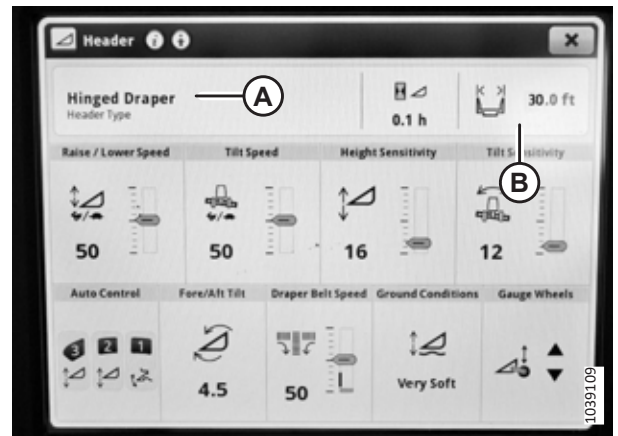 Header
A
Hinged Draper
Header Type
0.1 h
30.0 ft
B
Raise / Lower Speed
Tilt Speed
Height Sensitivity
Tilt Sensitivity
50
50
16
12
Auto Control
Fore/Aft Tilt
Draper Belt Speed
Ground Conditions
Gauge Wheels
3
2
1
4.5
50
Very Soft
1039109